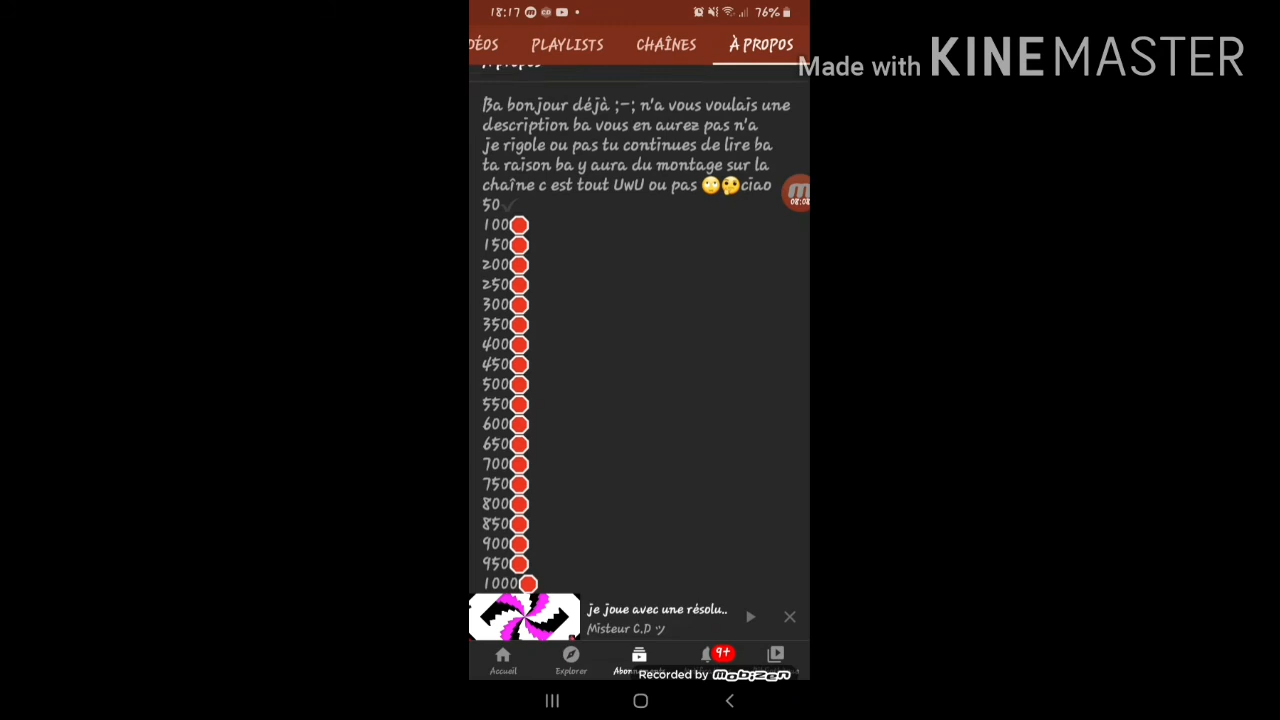 18:17 76%
DÉOS PLAYLISTS CHAÎNES À PROPOS
Made with KINEMASTER
À propos
Ba bonjour déjà ;-; n'a vous voulais une
description ba vous en aurez pas n'a
je rigole ou pas tu continues de lire ba
ta raison ba y aura du montage sur la
chaîne c est tout UwU ou pas 🙄🤔ciao
08:08
50✓
100🛑
150🛑
200🛑
250🛑
300🛑
350🛑
400🛑
450🛑
500🛑
550🛑
600🛑
650🛑
700🛑
750🛑
800🛑
850🛑
900🛑
950🛑
1000🛑
je joue avec une résolu..
Misteur C.D ツ
9+
Accueil Explorer
Recorded by mobizen